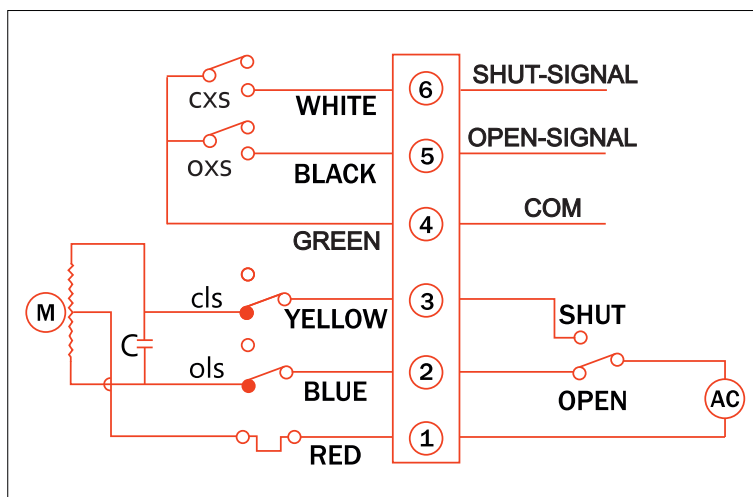 cxs
WHITE
6
SHUT-SIGNAL
oxs
BLACK
5
OPEN-SIGNAL
GREEN
4
COM
M
C
cls
YELLOW
3
SHUT
ols
BLUE
2
OPEN
AC
RED
1